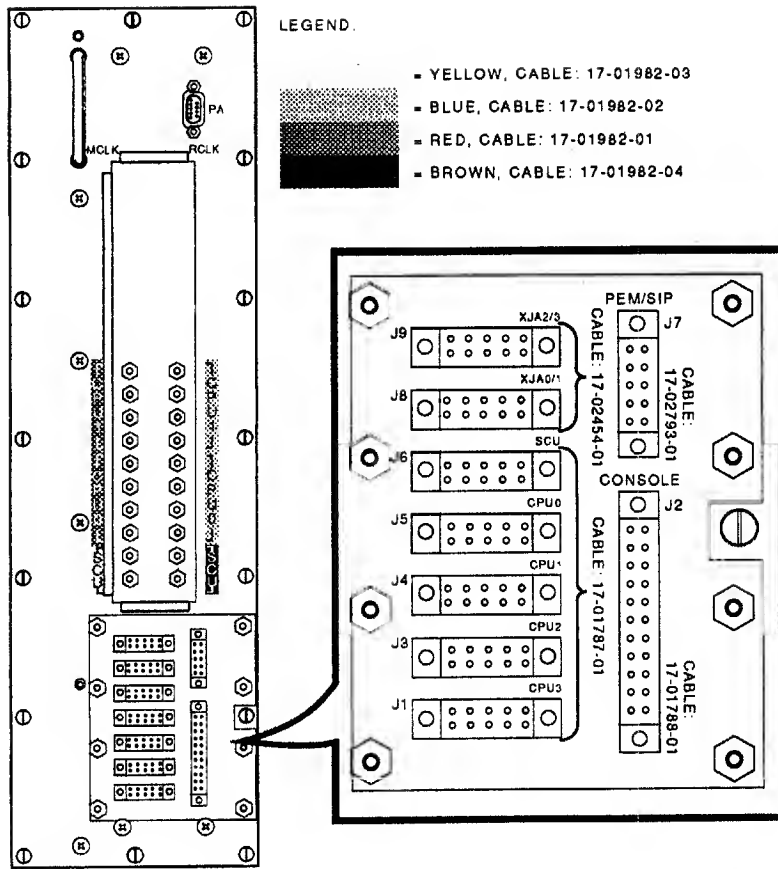 LEGEND.
= YELLOW, CABLE: 17-01982-03
= BLUE, CABLE: 17-01982-02
= RED, CABLE: 17-01982-01
= BROWN, CABLE: 17-01982-04
PA
MCLK
RCLK
PEM/SIP
J7
CABLE:
17-02793-01
XJA2/3
J9
XJA0/1
J8
CABLE: 17-02454-01
SCU
J6
CONSOLE
J2
CPU0
J5
CPU1
J4
CABLE: 17-01787-01
CPU2
J3
CABLE:
17-01788-01
CPU3
J1